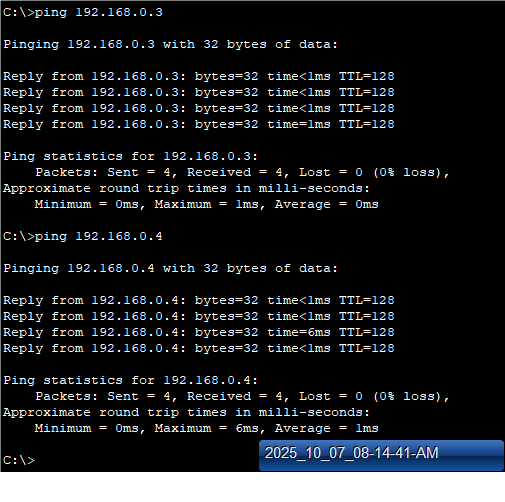 C:\>ping 192.168.0.3
Pinging 192.168.0.3 with 32 bytes of data:
Reply from 192.168.0.3: bytes=32 time<1ms TTL=128
Reply from 192.168.0.3: bytes=32 time<1ms TTL=128
Reply from 192.168.0.3: bytes=32 time<1ms TTL=128
Reply from 192.168.0.3: bytes=32 time=1ms TTL=128
Ping statistics for 192.168.0.3:
    Packets: Sent = 4, Received = 4, Lost = 0 (0% loss),
Approximate round trip times in milli-seconds:
    Minimum = 0ms, Maximum = 1ms, Average = 0ms
C:\>ping 192.168.0.4
Pinging 192.168.0.4 with 32 bytes of data:
Reply from 192.168.0.4: bytes=32 time<1ms TTL=128
Reply from 192.168.0.4: bytes=32 time<1ms TTL=128
Reply from 192.168.0.4: bytes=32 time=6ms TTL=128
Reply from 192.168.0.4: bytes=32 time<1ms TTL=128
Ping statistics for 192.168.0.4:
    Packets: Sent = 4, Received = 4, Lost = 0 (0% loss),
Approximate round trip times in milli-seconds:
    Minimum = 0ms, Maximum = 6ms, Average = 1ms
C:\>
2025_10_07_08-14-41-AM